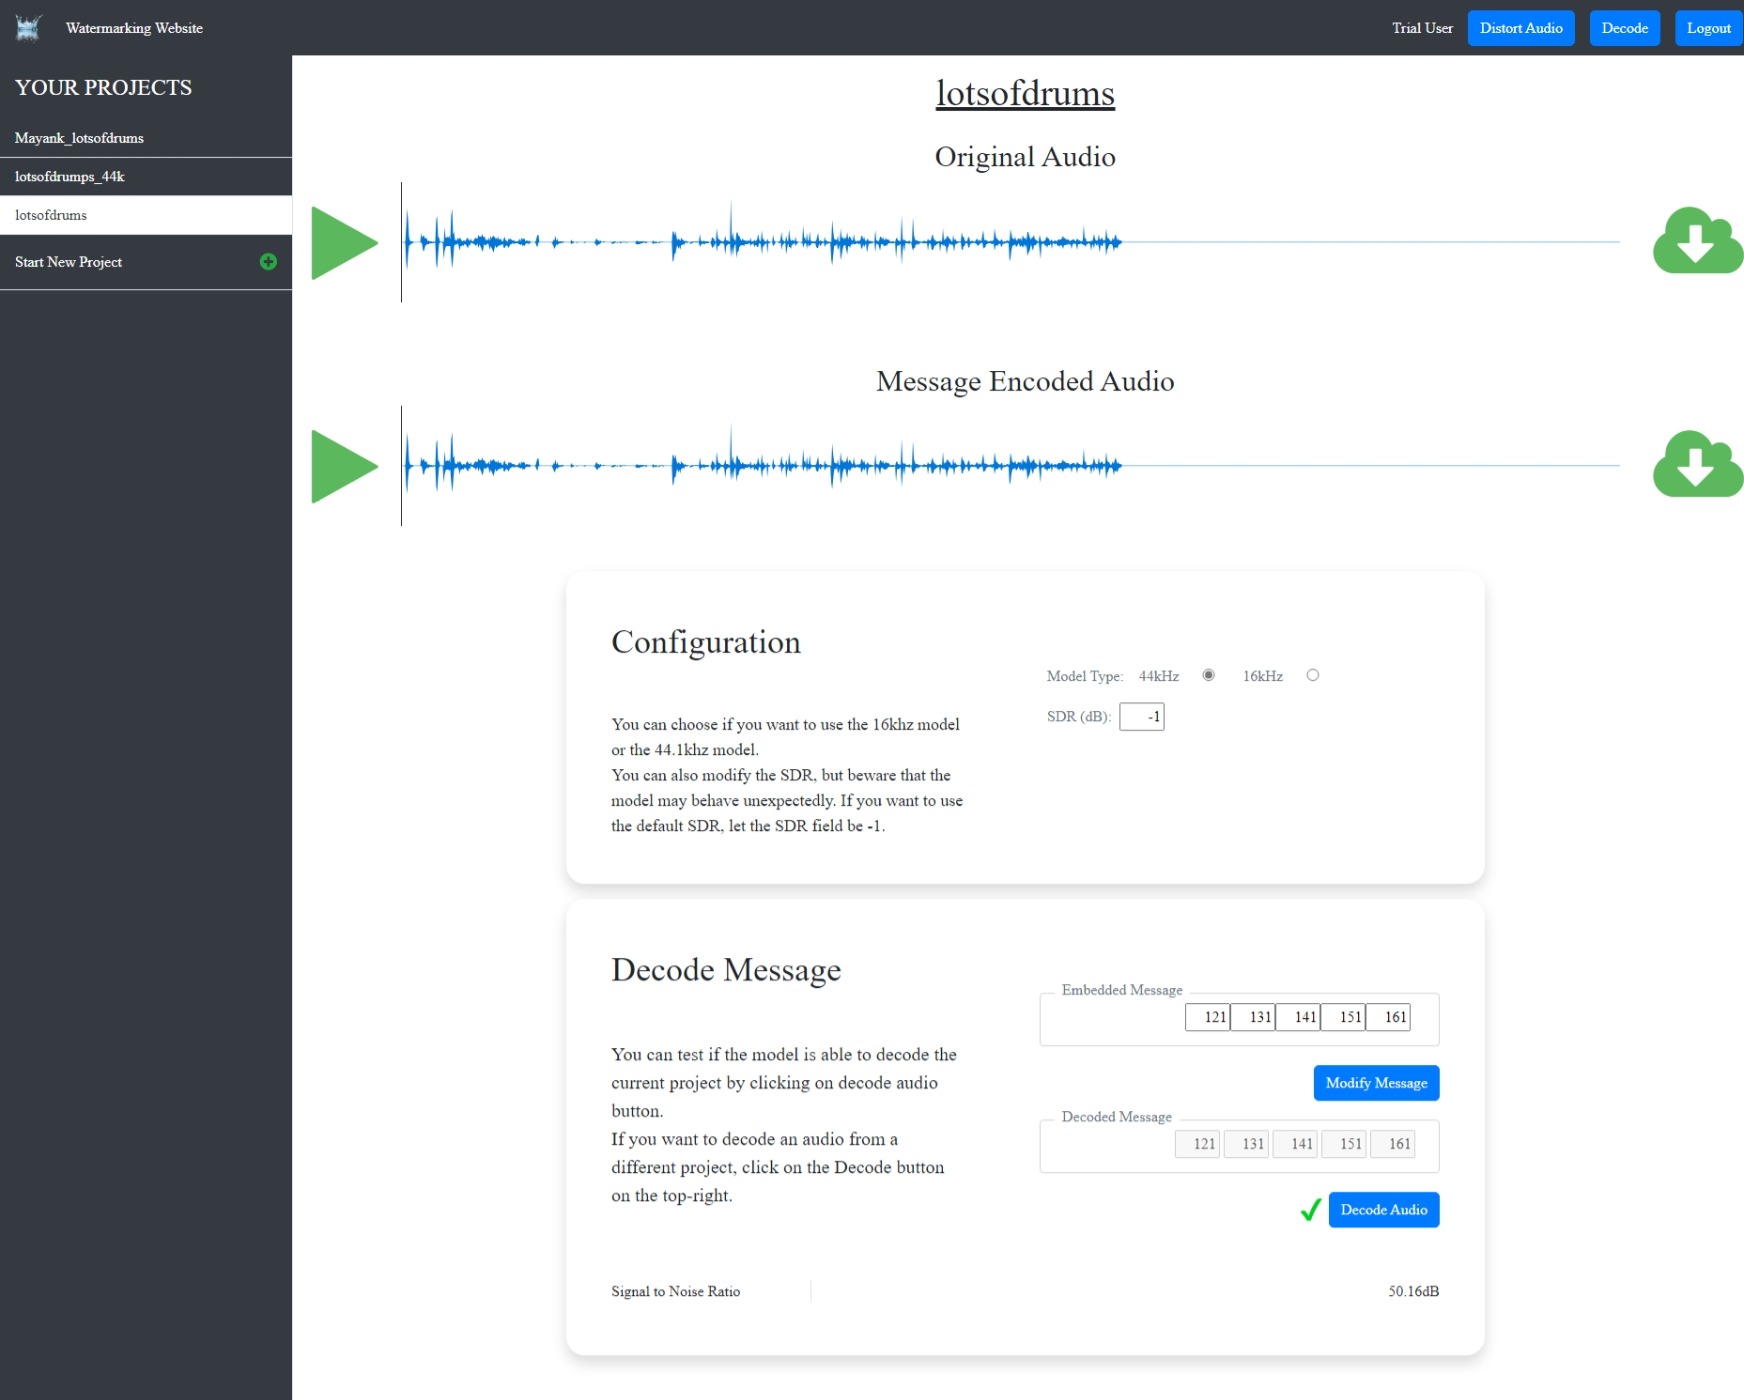 Watermarking Website
Trial User
Distort Audio
Decode
Logout
YOUR PROJECTS
Mayank_lotsofdrums
lotsofdrumps_44k
lotsofdrums
Start New Project
lotsofdrums
Original Audio
Message Encoded Audio
Configuration
You can choose if you want to use the 16khz model
or the 44.1khz model.
You can also modify the SDR, but beware that the
model may behave unexpectedly. If you want to use
the default SDR, let the SDR field be -1.
Model Type: 44kHz 16kHz
SDR (dB): -1
Decode Message
You can test if the model is able to decode the
current project by clicking on decode audio
button.
If you want to decode an audio from a
different project, click on the Decode button
on the top-right.
Embedded Message
121 131 141 151 161
Modify Message
Decoded Message
121 131 141 151 161
Decode Audio
Signal to Noise Ratio 50.16dB